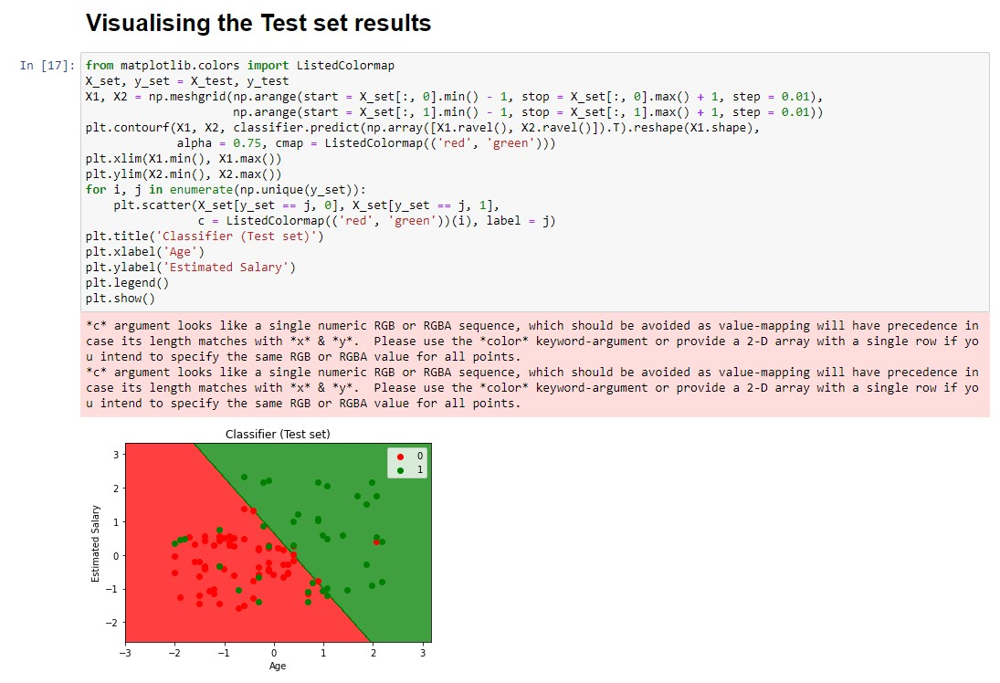 Visualising the Test set results
In [17]:
from matplotlib.colors import ListedColormap
X_set, y_set = X_test, y_test
X1, X2 = np.meshgrid(np.arange(start = X_set[:, 0].min() - 1, stop = X_set[:, 0].max() + 1, step = 0.01),
                     np.arange(start = X_set[:, 1].min() - 1, stop = X_set[:, 1].max() + 1, step = 0.01))
plt.contourf(X1, X2, classifier.predict(np.array([X1.ravel(), X2.ravel()]).T).reshape(X1.shape),
             alpha = 0.75, cmap = ListedColormap(('red', 'green')))
plt.xlim(X1.min(), X1.max())
plt.ylim(X2.min(), X2.max())
for i, j in enumerate(np.unique(y_set)):
    plt.scatter(X_set[y_set == j, 0], X_set[y_set == j, 1],
                c = ListedColormap(('red', 'green'))(i), label = j)
plt.title('Classifier (Test set)')
plt.xlabel('Age')
plt.ylabel('Estimated Salary')
plt.legend()
plt.show()
*c* argument looks like a single numeric RGB or RGBA sequence, which should be avoided as value-mapping will have precedence in
case its length matches with *x* & *y*.  Please use the *color* keyword-argument or provide a 2-D array with a single row if yo
u intend to specify the same RGB or RGBA value for all points.
*c* argument looks like a single numeric RGB or RGBA sequence, which should be avoided as value-mapping will have precedence in
case its length matches with *x* & *y*.  Please use the *color* keyword-argument or provide a 2-D array with a single row if yo
u intend to specify the same RGB or RGBA value for all points.
Classifier (Test set)
0
1
Estimated Salary
3
2
1
0
−1
−2
−3 −2 −1 0 1 2 3
Age